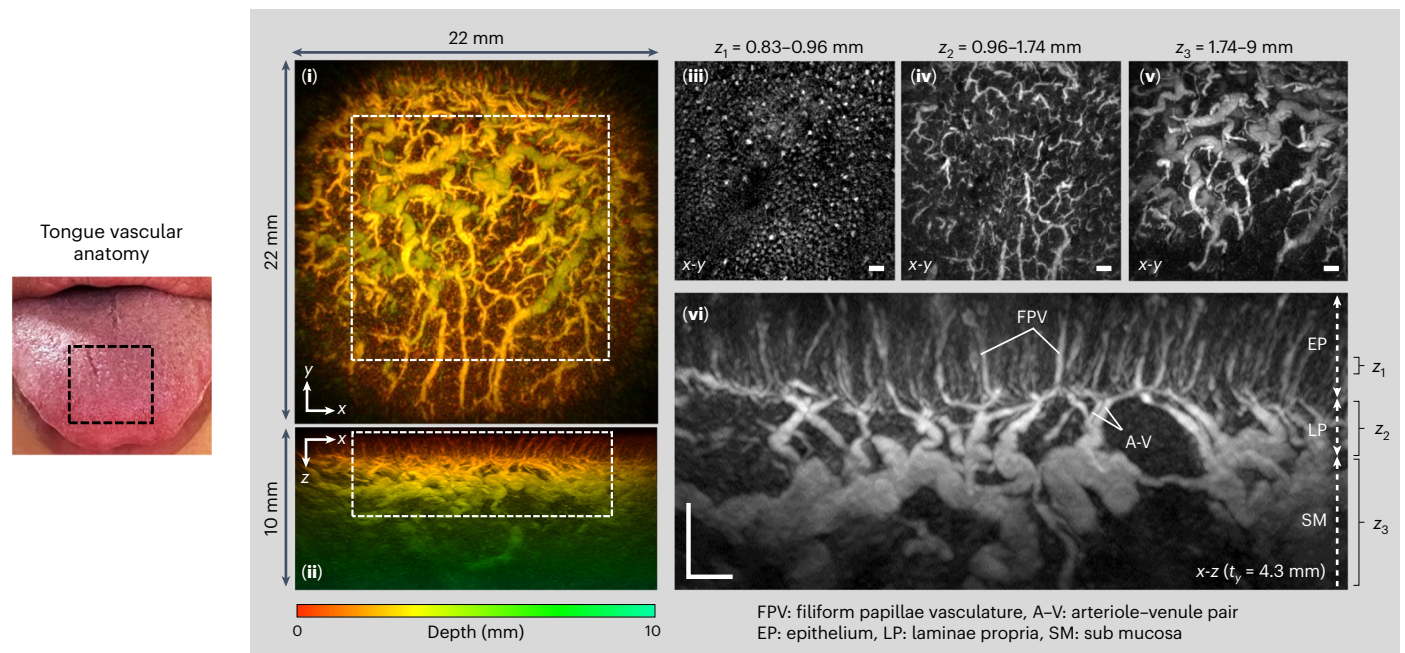 Tongue vascular
anatomy
22 mm
22 mm
(i)
y
x
10 mm
x
z
(ii)
0
Depth (mm)
10
z1 = 0.83–0.96 mm
(iii)
x-y
z2 = 0.96–1.74 mm
(iv)
x-y
z3 = 1.74–9 mm
(v)
x-y
(vi)
FPV
A-V
EP
LP
SM
z1
z2
z3
x-z (ty = 4.3 mm)
FPV: filiform papillae vasculature, A–V: arteriole–venule pair
EP: epithelium, LP: laminae propria, SM: sub mucosa